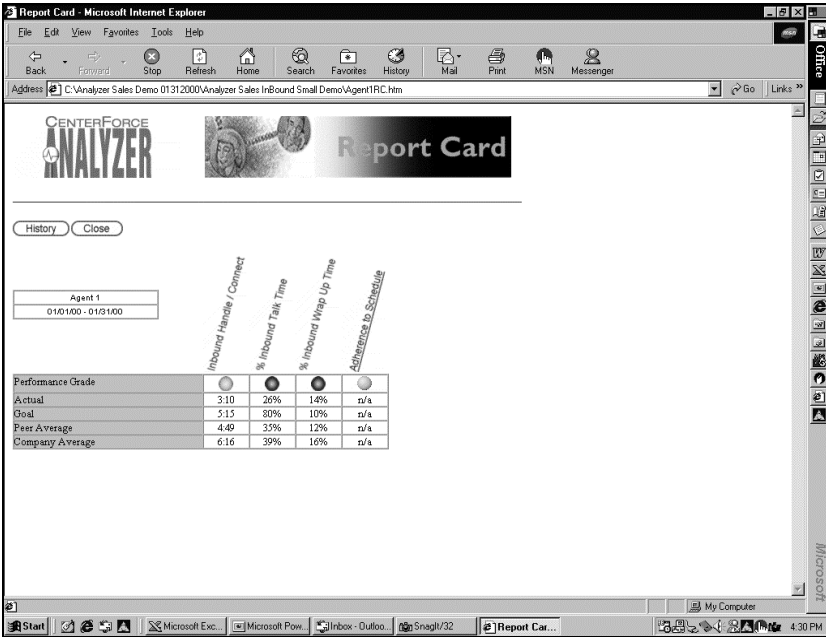 Report Card - Microsoft Internet Explorer
File Edit View Favorites Tools Help
msn
Back Forward Stop Refresh Home Search Favorites History Mail Print MSN Messenger
Address C:\Analyzer Sales Demo 01312000\Analyzer Sales InBound Small Demo\Agent1RC.htm Go Links »
Office
CENTERFORCE
ANALYZER
Report Card
History Close
Inbound Handle / Connect
% Inbound Talk Time
% Inbound Wrap Up Time
Adherence to Schedule
Agent 1
01/01/00 - 01/31/00
Performance Grade
Actual 3:10 26% 14% n/a
Goal 5:15 80% 10% n/a
Peer Average 4:49 35% 12% n/a
Company Average 6:16 39% 16% n/a
Microsoft
My Computer
Start Microsoft Exc... Microsoft Pow... Inbox - Outloo... SnagIt/32 Report Car... 4:30 PM